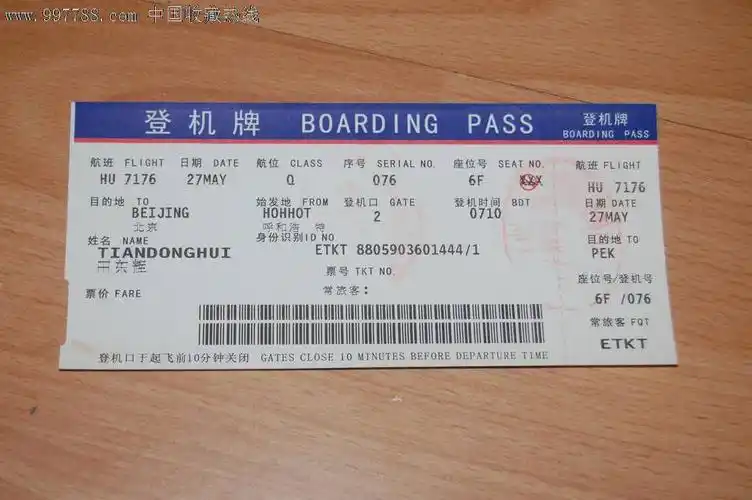 www.997788.com 中国收藏热线
登机牌 BOARDING PASS
登机牌
BOARDING PASS
航班 FLIGHT 日期 DATE 航位 CLASS 序号 SERIAL NO. 座位号 SEAT NO.
HU 7176 27MAY Q 076 6F XXX
目的地 TO 始发地 FROM 登机口 GATE 登机时间 BDT
BEIJING HOHHOT 2 0710
北京 呼和浩 特
姓名 NAME 身份识别ID NO
TIANDONGHUI ETKT 8805903601444/1
田东辉
票号 TKT NO.
票价 FARE 常旅客：
登机口于起飞前10分钟关闭 GATES CLOSE 10 MINUTES BEFORE DEPARTURE TIME
航班 FLIGHT
HU 7176
日期 DATE
27MAY
目的地 TO
PEK
座位号/登机号
6F /076
常旅客 FQT
ETKT